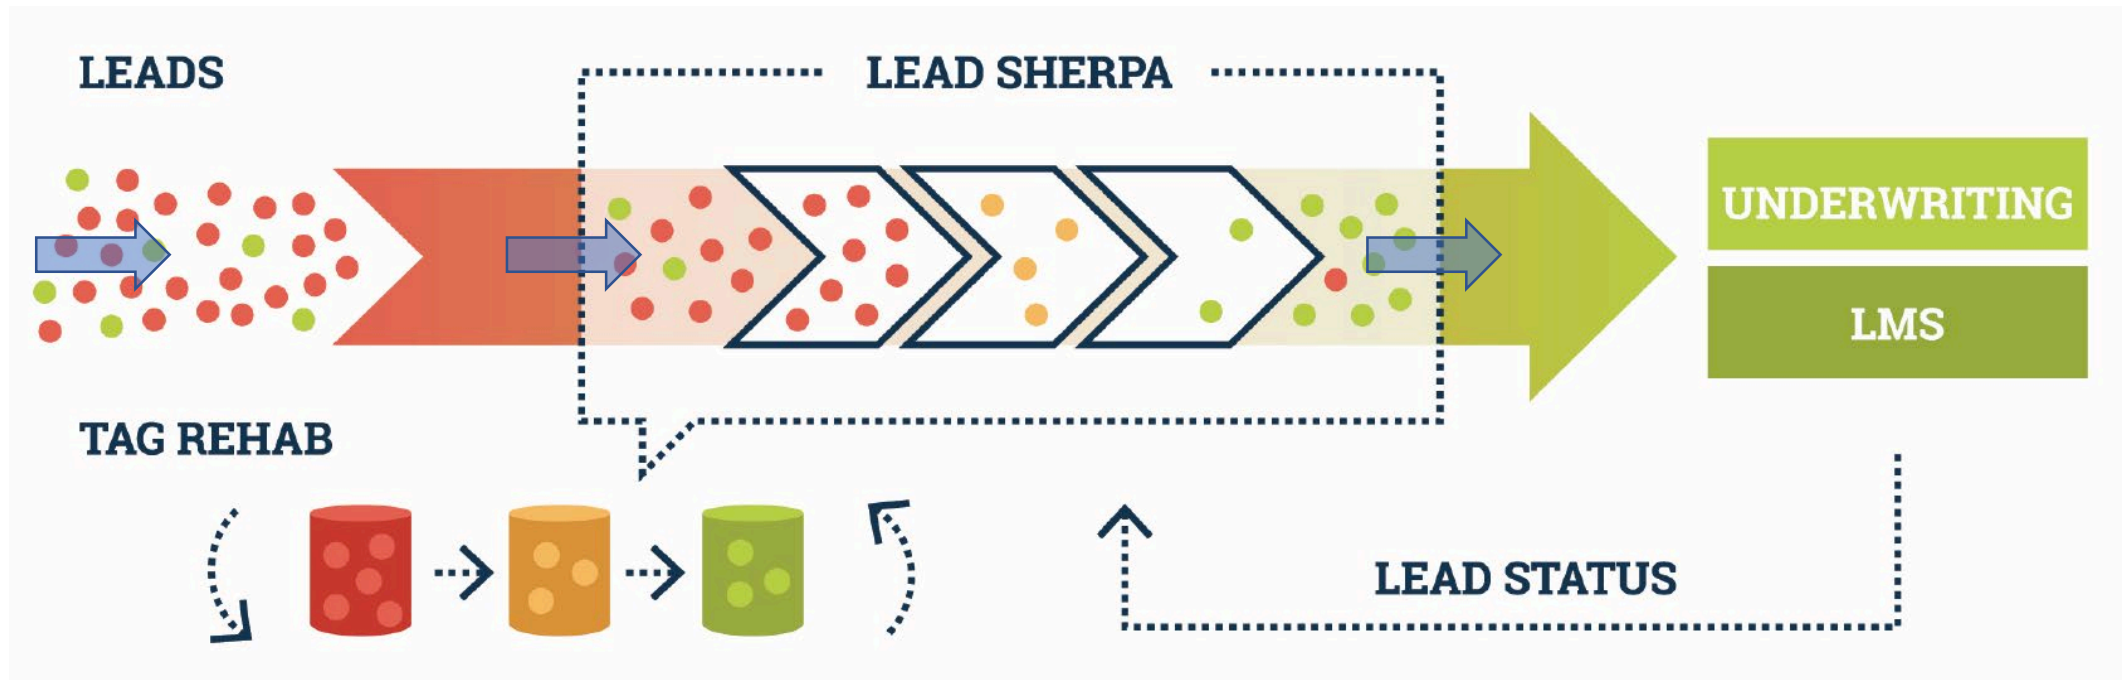 LEADS
LEAD SHERPA
UNDERWRITING
LMS
TAG REHAB
LEAD STATUS